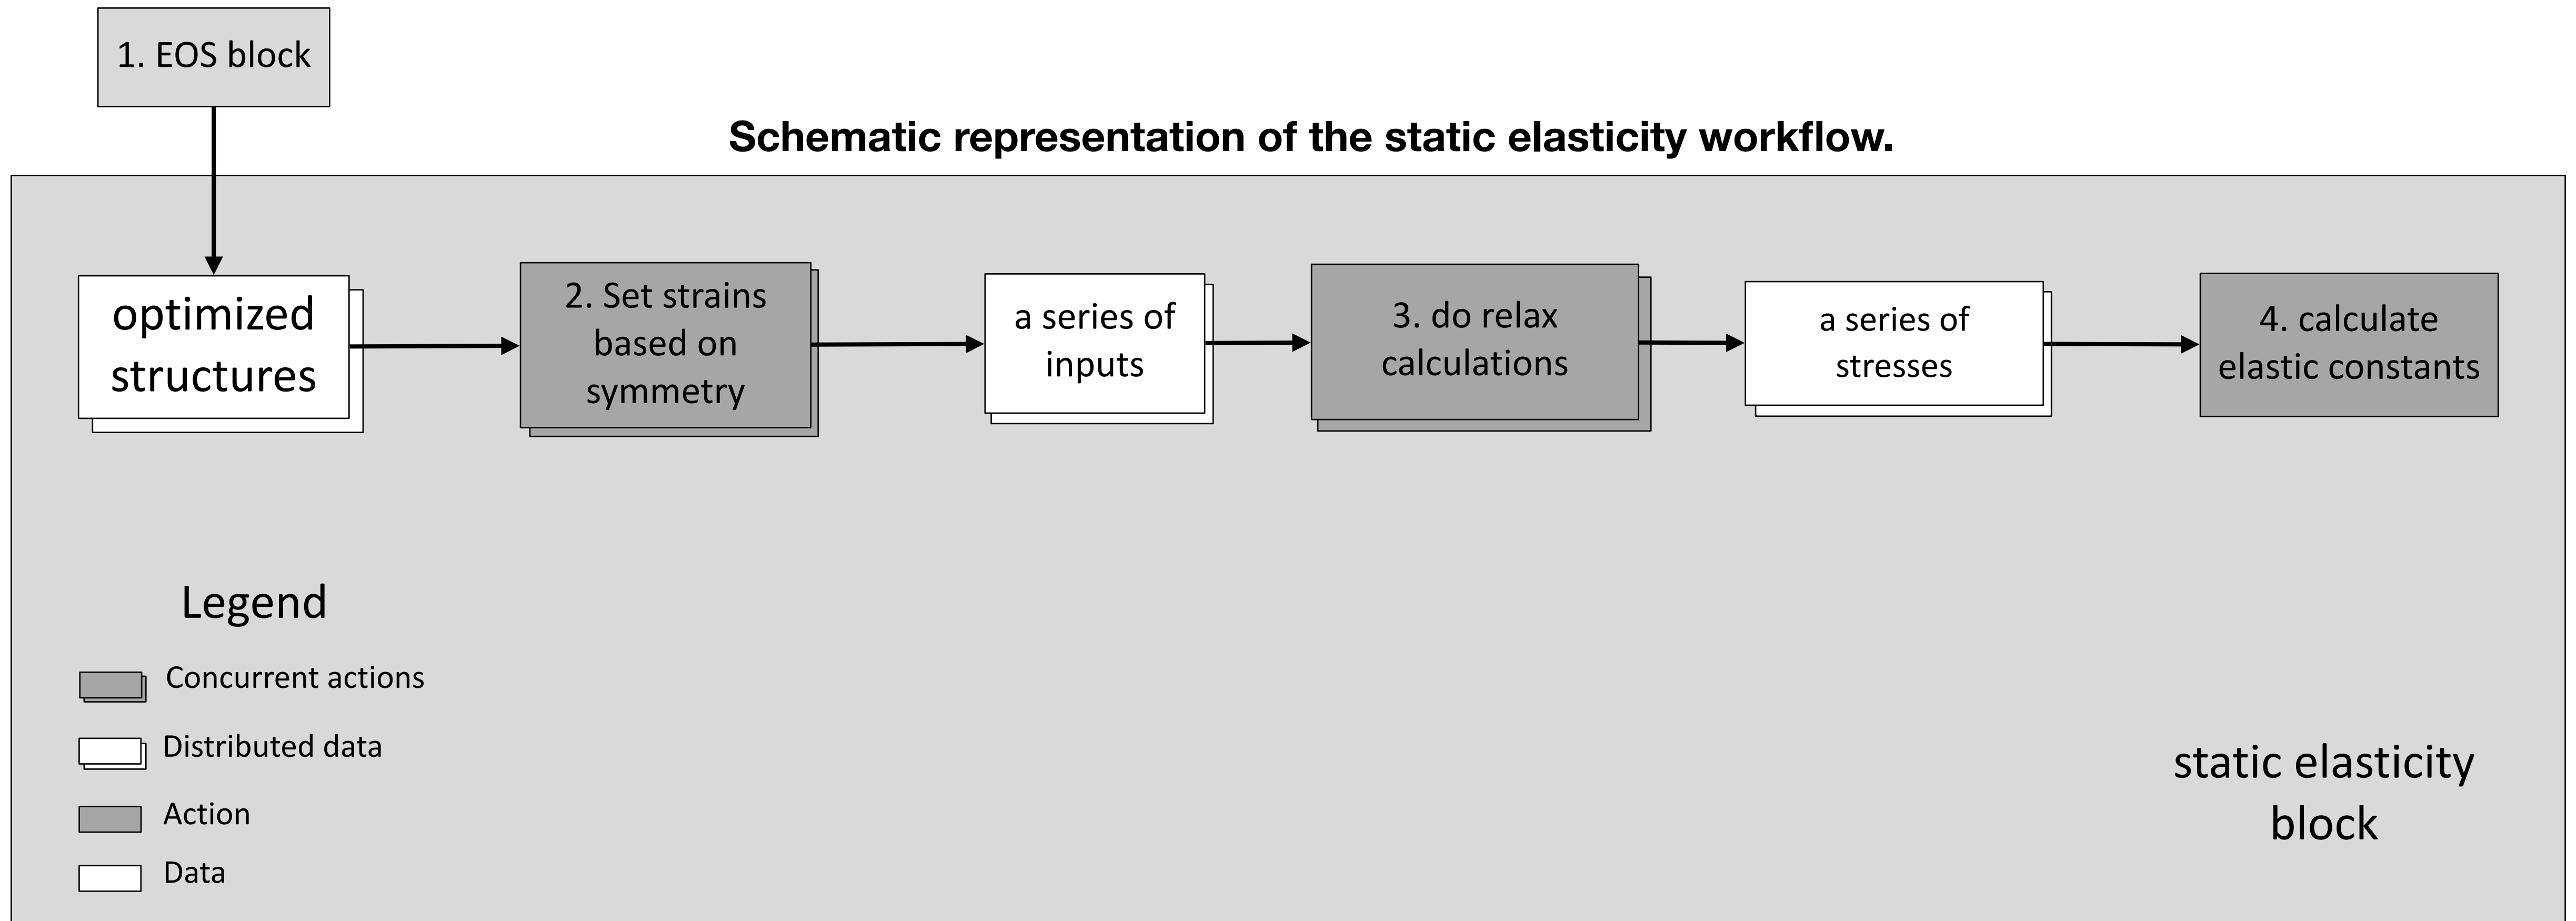 1. EOS block
Schematic representation of the static elasticity workflow.
optimized
structures
2. Set strains
based on
symmetry
a series of
inputs
3. do relax
calculations
a series of
stresses
4. calculate
elastic constants
Legend
Concurrent actions
Distributed data
Action
Data
static elasticity
block